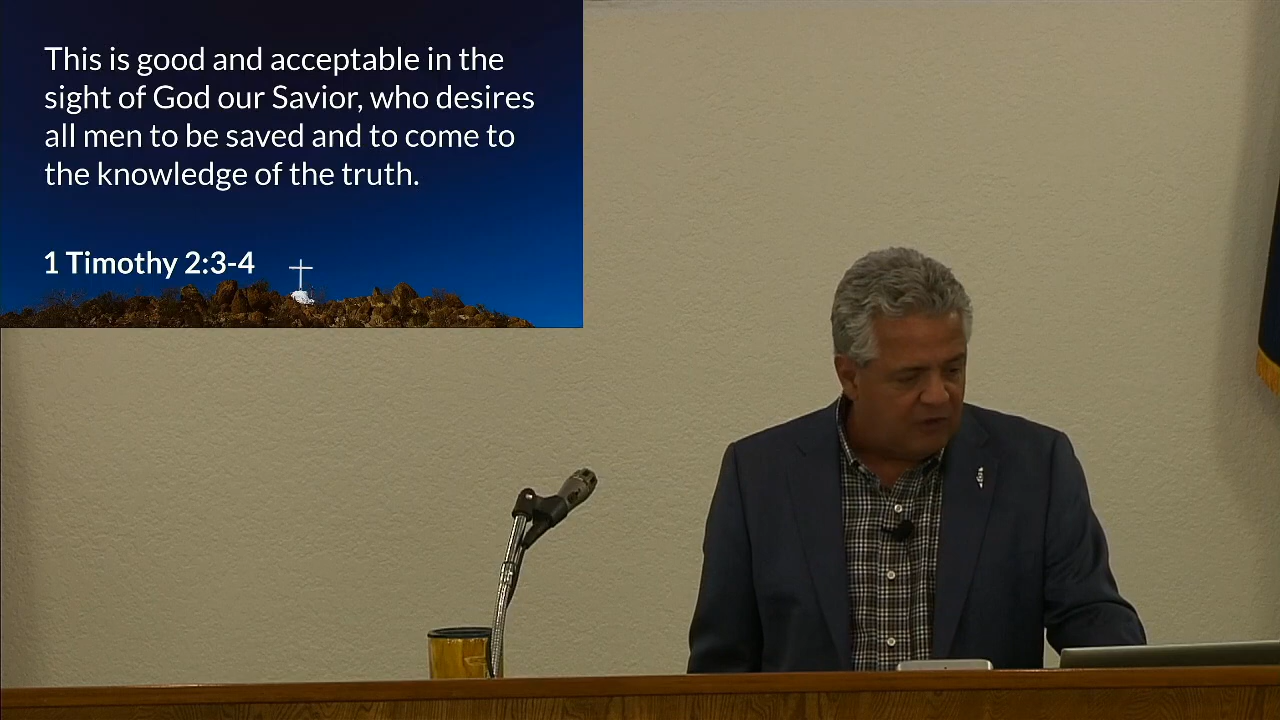 This is good and acceptable in the
sight of God our Savior, who desires
all men to be saved and to come to
the knowledge of the truth.
1 Timothy 2:3-4